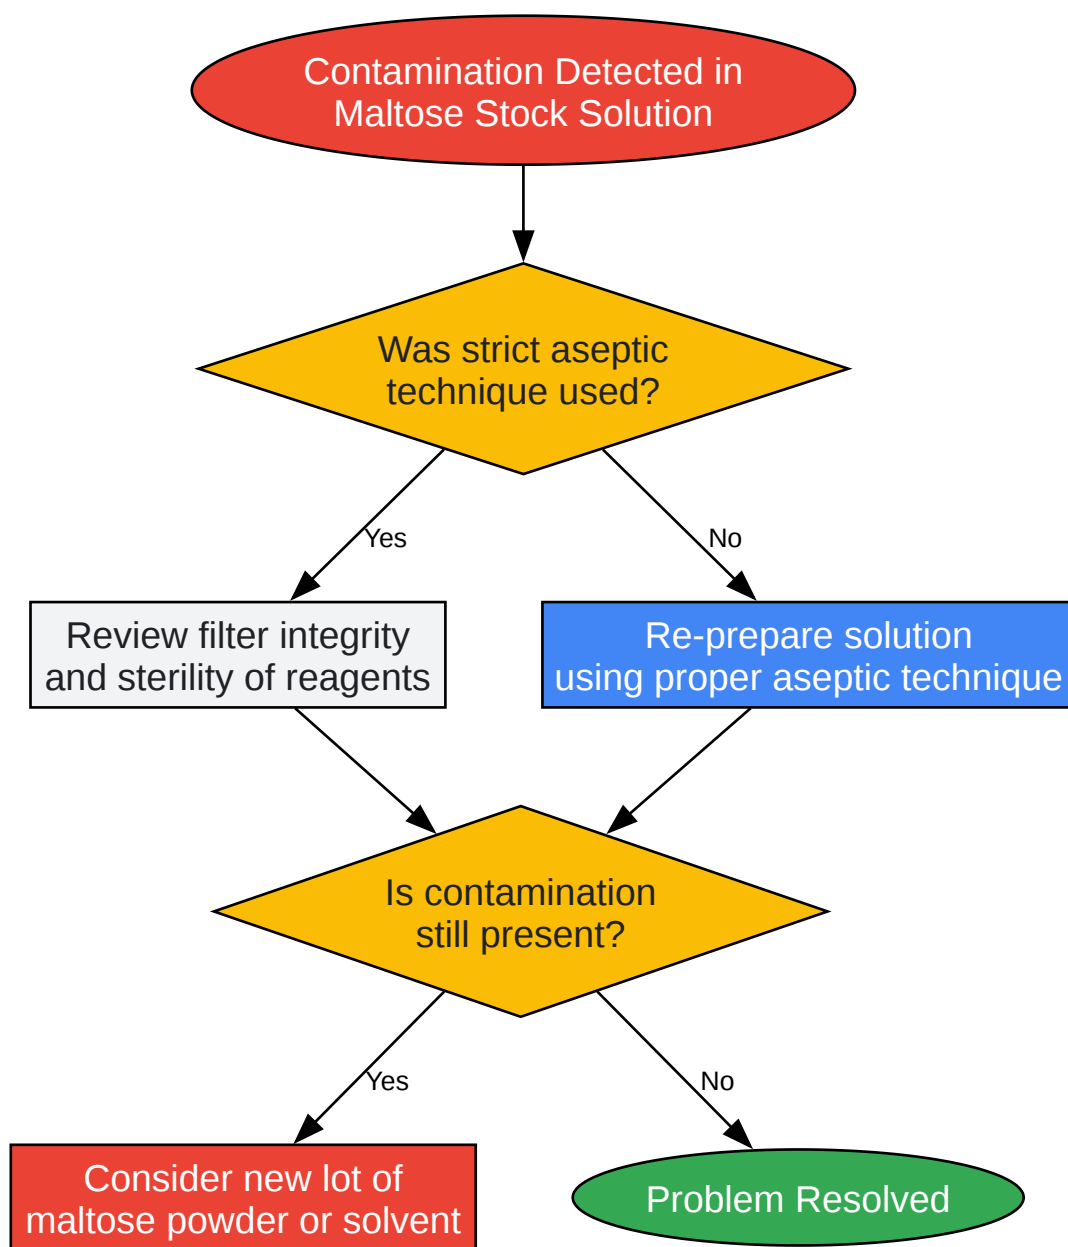 Contamination Detected in
Maltose Stock Solution
Was strict aseptic
technique used?
Yes
No
Review filter integrity
and sterility of reagents
Re-prepare solution
using proper aseptic technique
Is contamination
still present?
Yes
No
Consider new lot of
maltose powder or solvent
Problem Resolved